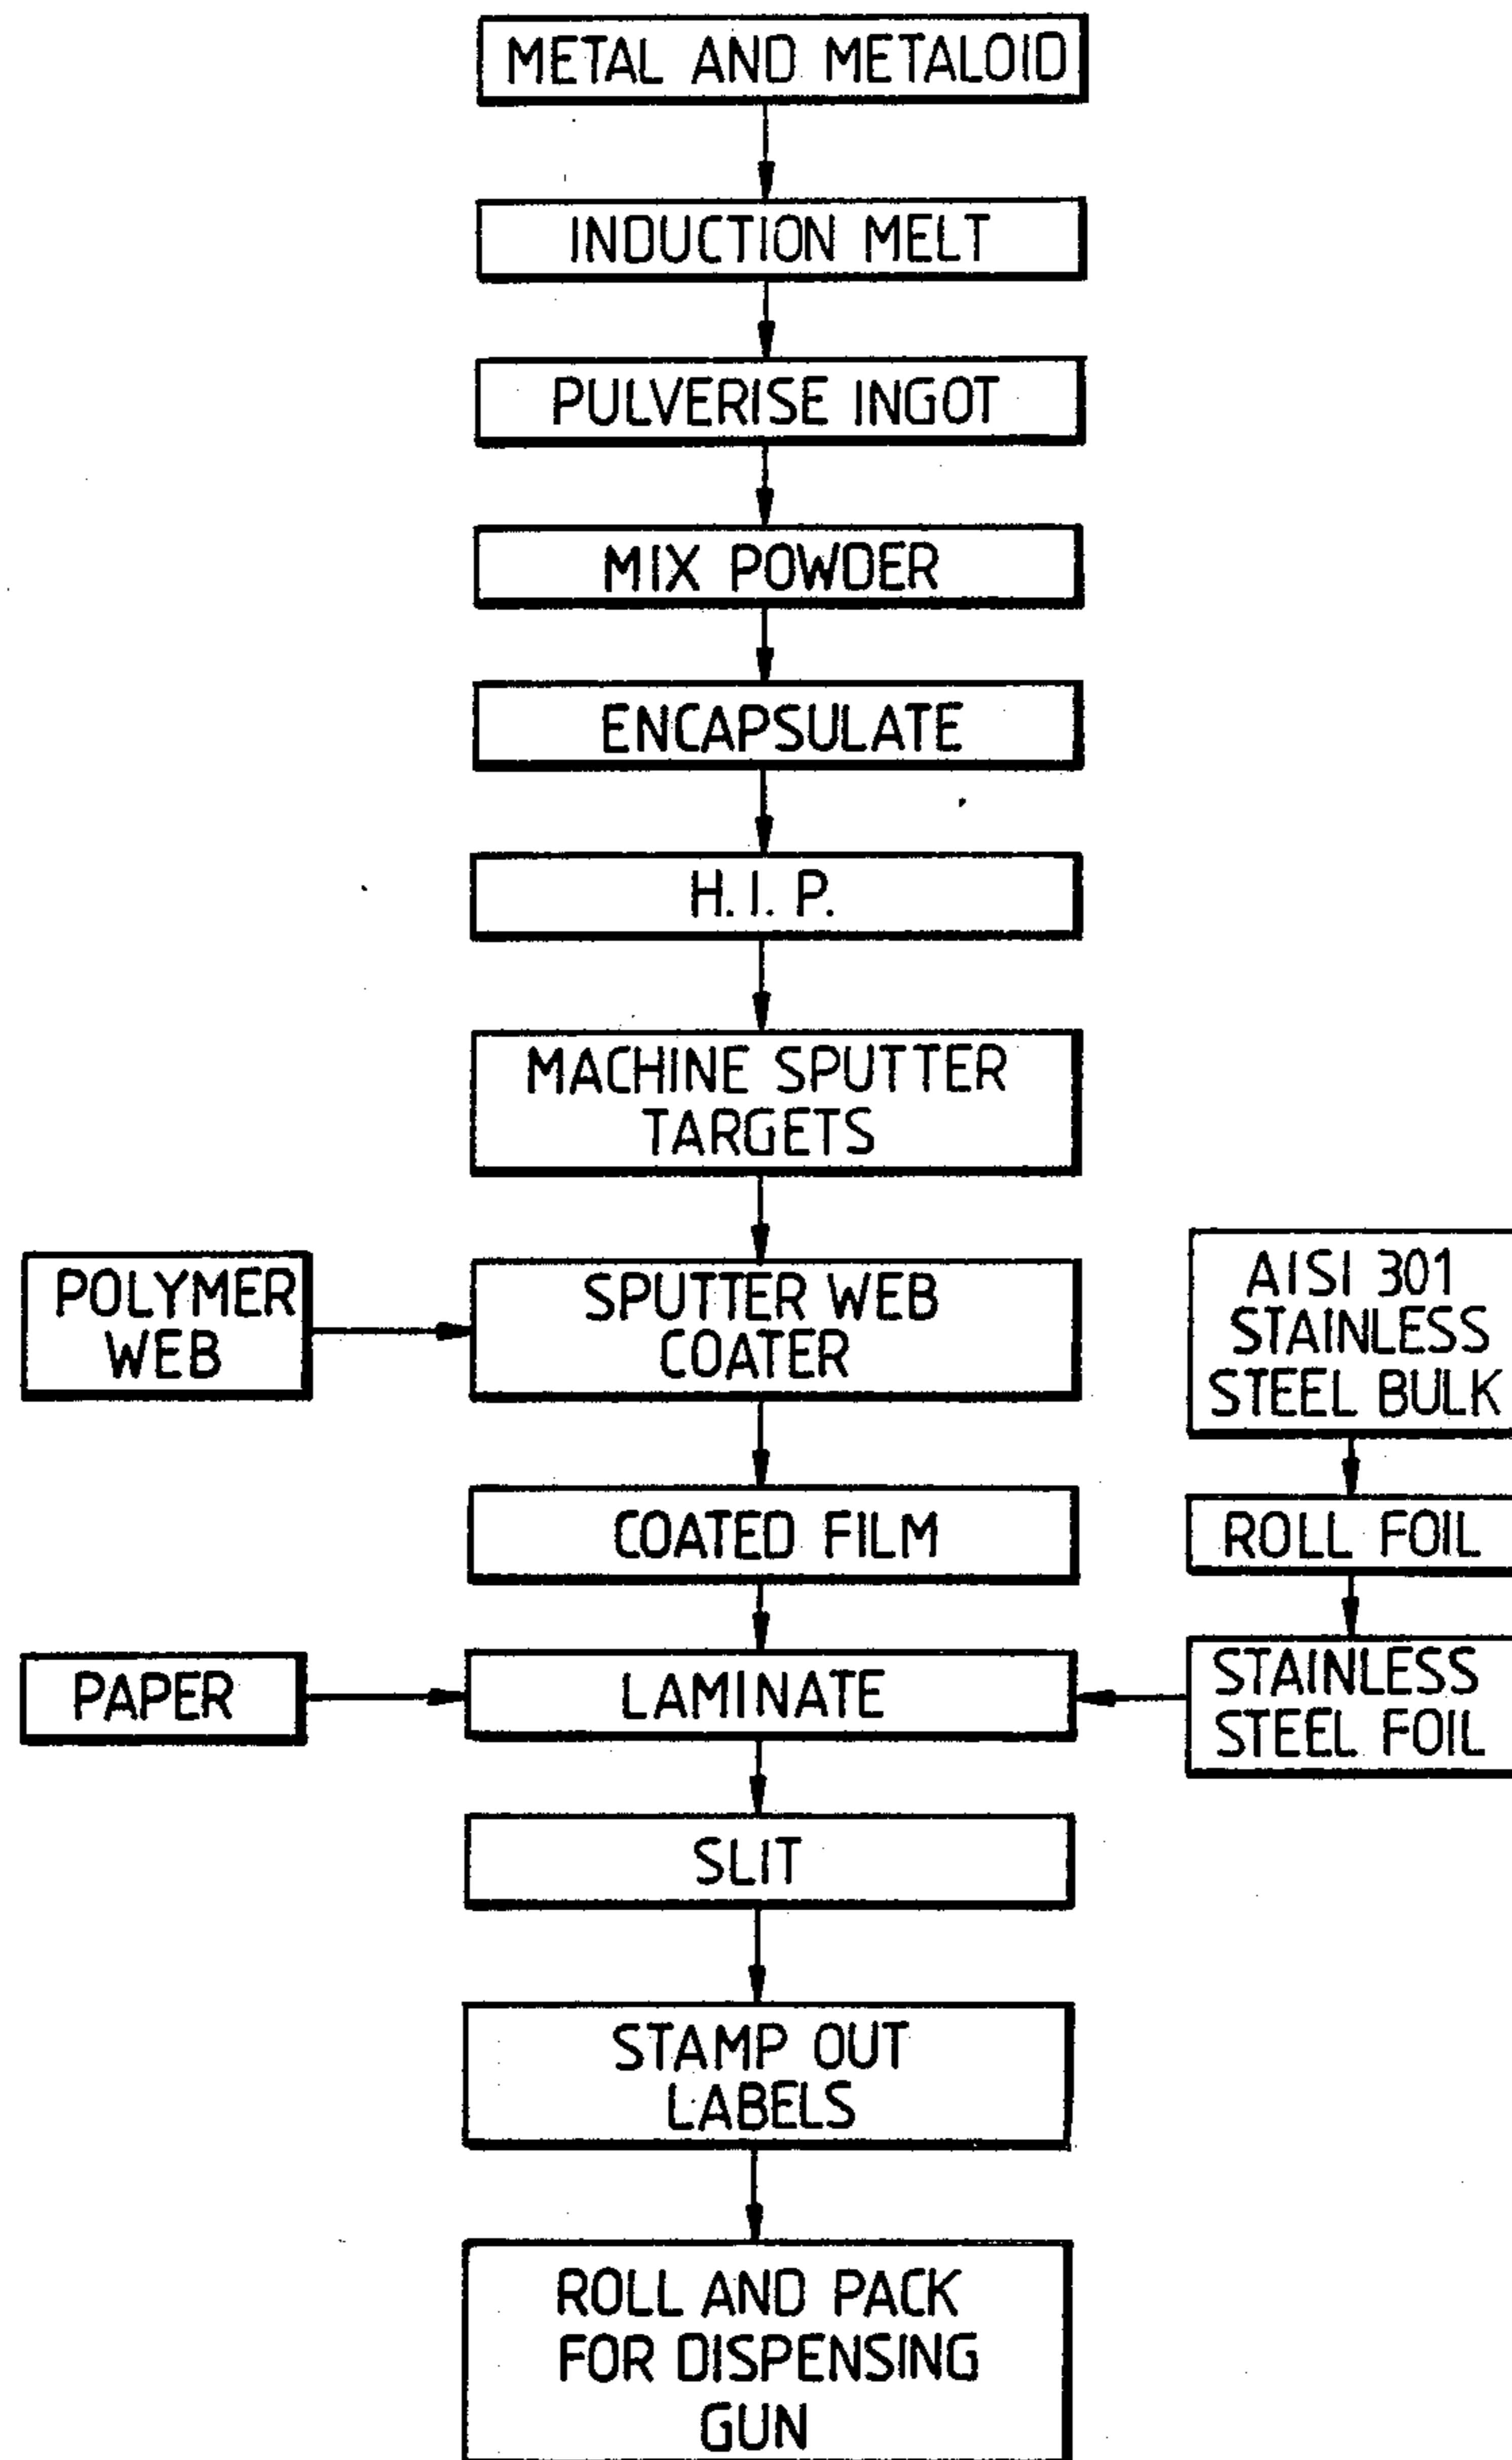 METAL AND METALOID
INDUCTION MELT
PULVERISE INGOT
MIX POWDER
ENCAPSULATE
H. I. P.
MACHINE SPUTTER
TARGETS
POLYMER
WEB
SPUTTER WEB
COATER
AISI 301
STAINLESS
STEEL BULK
COATED FILM
ROLL FOIL
PAPER
LAMINATE
STAINLESS
STEEL FOIL
SLIT
STAMP OUT
LABELS
ROLL AND PACK
FOR DISPENSING
GUN